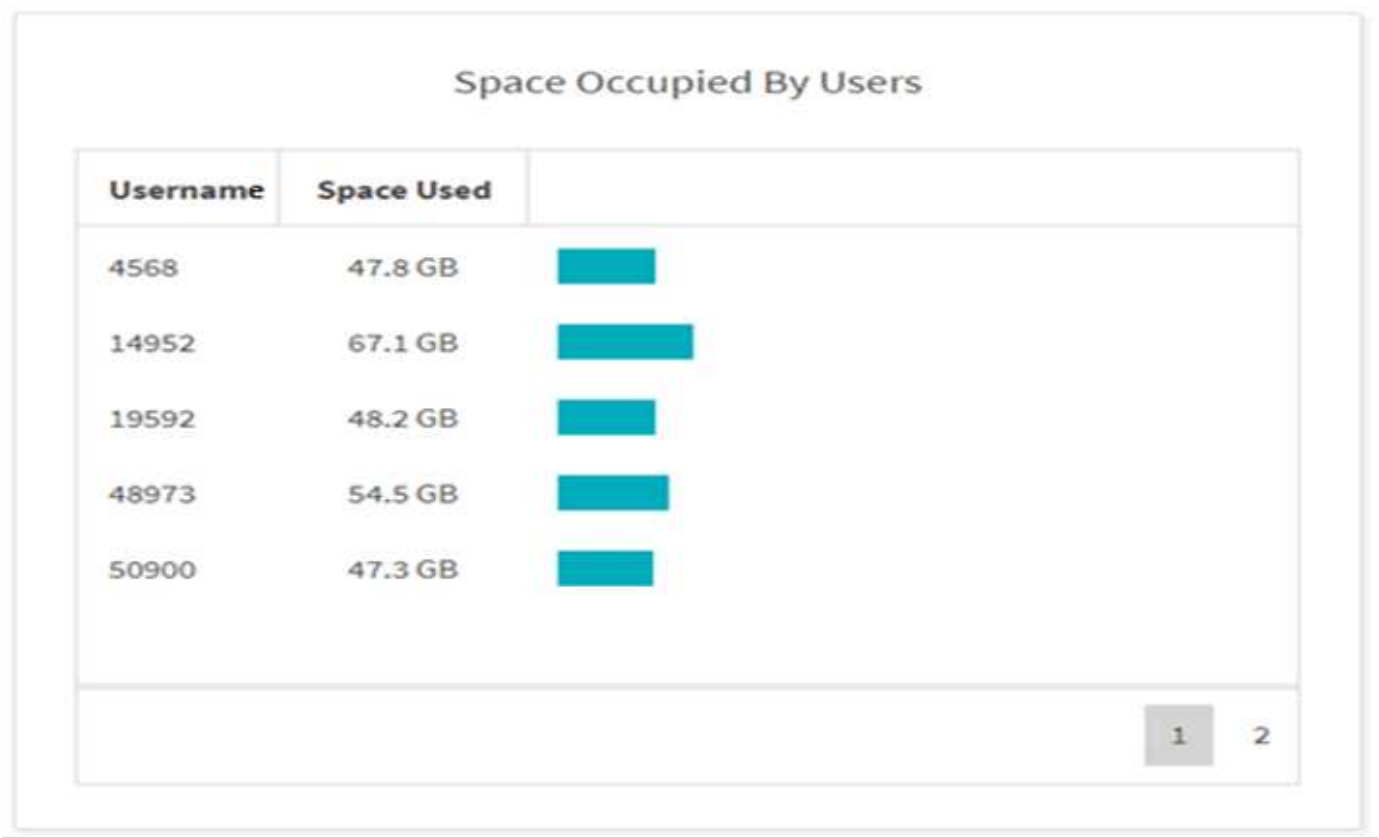 Space Occupied By Users
Username Space Used
4568 47.8 GB
14952 67.1 GB
19592 48.2 GB
48973 54.5 GB
50900 47.3 GB
1 2